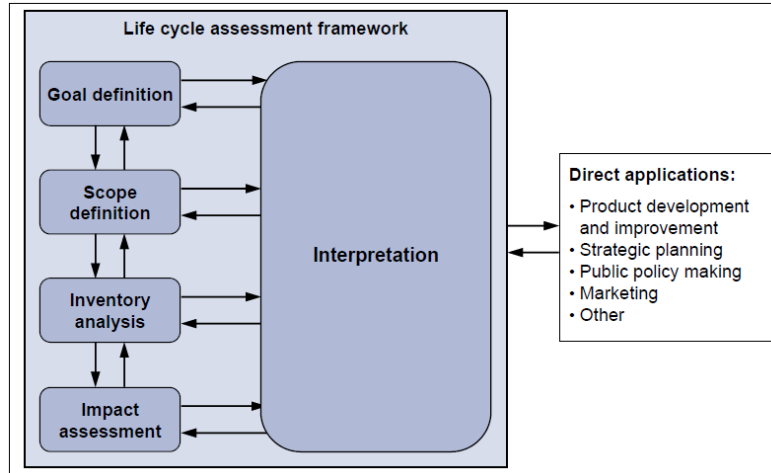 Life cycle assessment framework
Goal definition
Scope
definition
Inventory
analysis
Impact
assessment
Interpretation
Direct applications:
• Product development
and improvement
• Strategic planning
• Public policy making
• Marketing
• Other